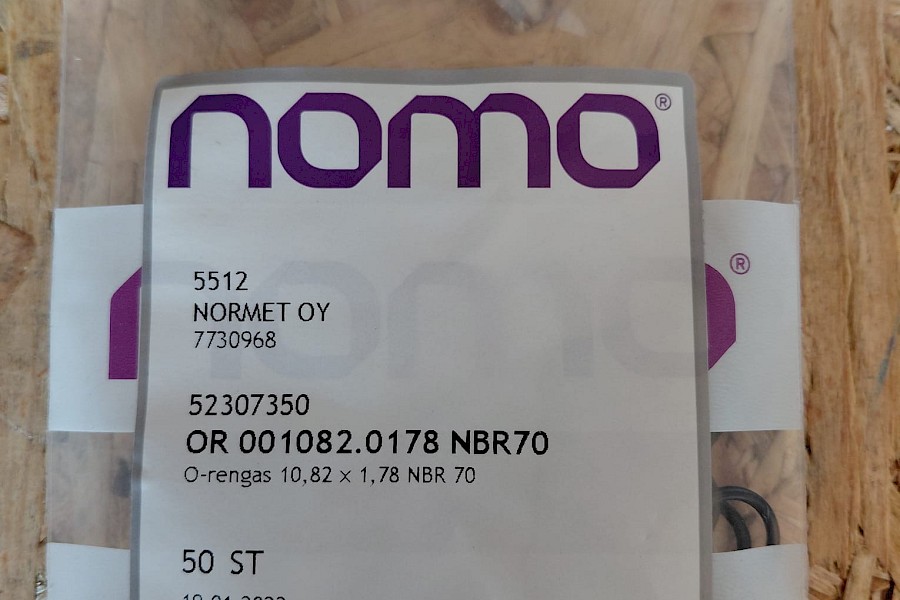 nomo®
5512
NORMET OY
7730968
52307350
OR 001082.0178 NBR70
O-rengas 10,82 x 1,78 NBR 70
50 ST